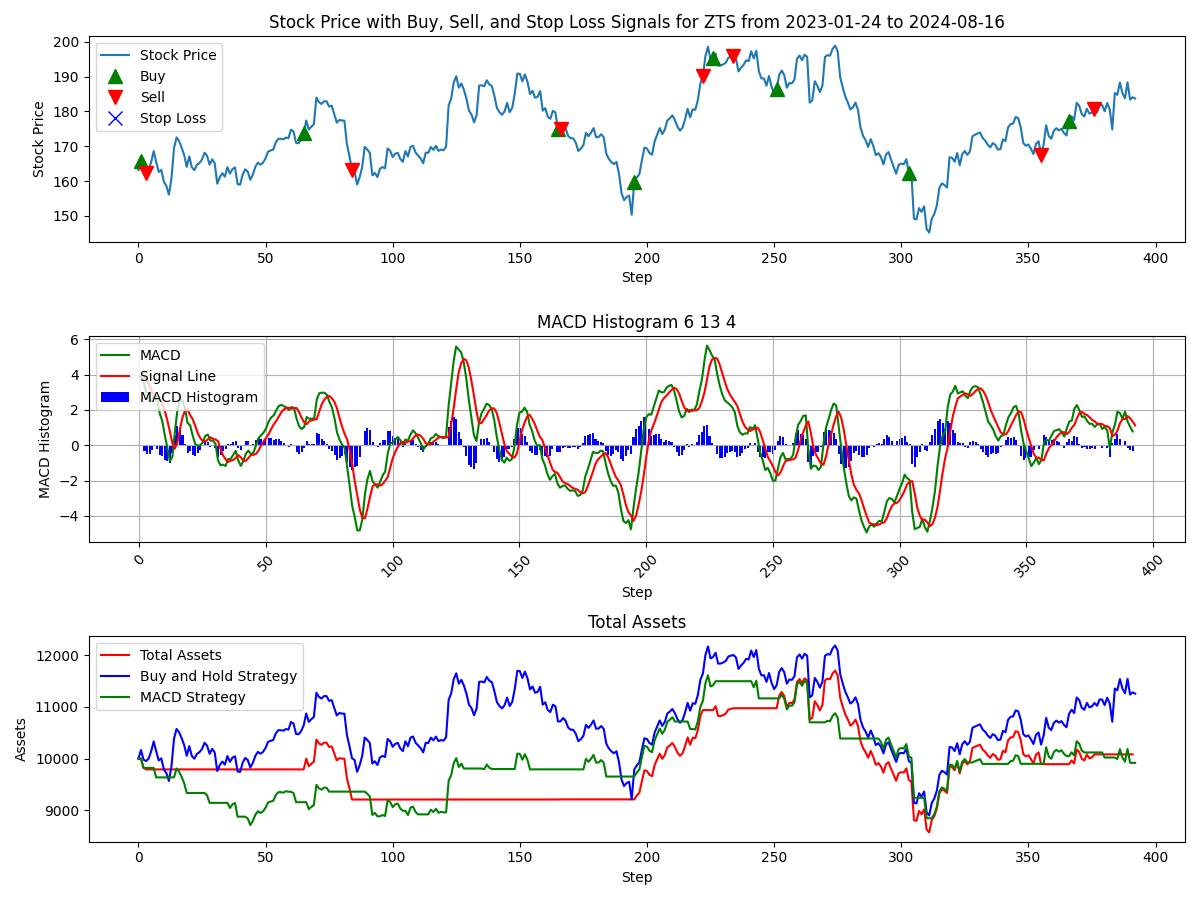 Stock Price with Buy, Sell, and Stop Loss Signals for ZTS from 2023-01-24 to 2024-08-16
Stock Price
200
190
180
170
160
150
Stock Price
Buy
Sell
Stop Loss
0 50 100 150 200 250 300 350 400
Step
MACD Histogram 6 13 4
MACD Histogram
6
4
2
0
−2
−4
MACD
Signal Line
MACD Histogram
0 50 100 150 200 250 300 350 400
Step
Total Assets
Assets
12000
11000
10000
9000
Total Assets
Buy and Hold Strategy
MACD Strategy
0 50 100 150 200 250 300 350 400
Step